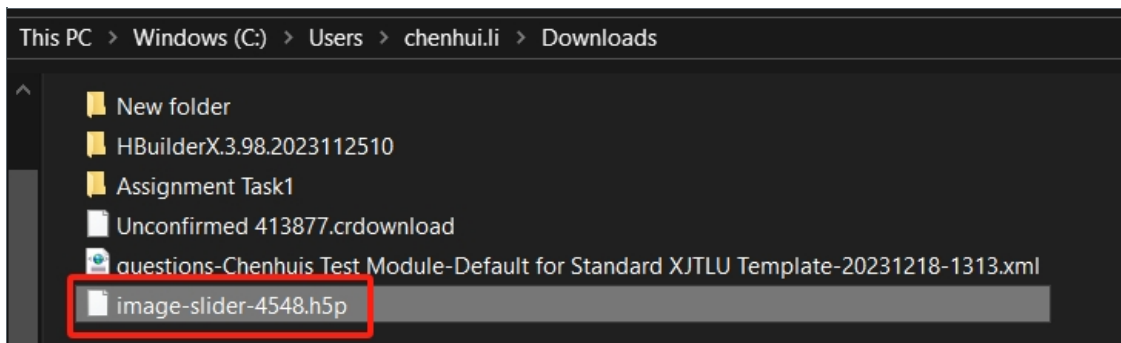 This PC > Windows (C:) > Users > chenhui.li > Downloads
New folder
HBuilderX.3.98.2023112510
Assignment Task1
Unconfirmed 413877.crdownload
questions-Chenhuis Test Module-Default for Standard XJTLU Template-20231218-1313.xml
image-slider-4548.h5p